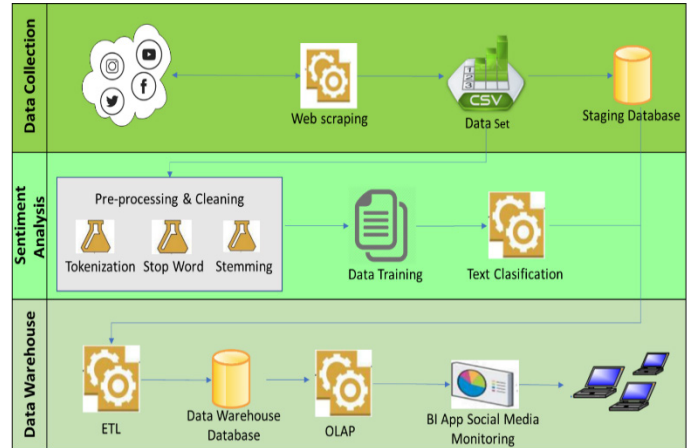 Data Collection
Web scraping
CSV
Data Set
Staging Database
Sentiment
Analysis
Pre-processing & Cleaning
Tokenization
Stop Word
Stemming
Data Training
Text Clasification
Data Warehouse
ETL
Data Warehouse
Database
OLAP
BI App Social Media
Monitoring